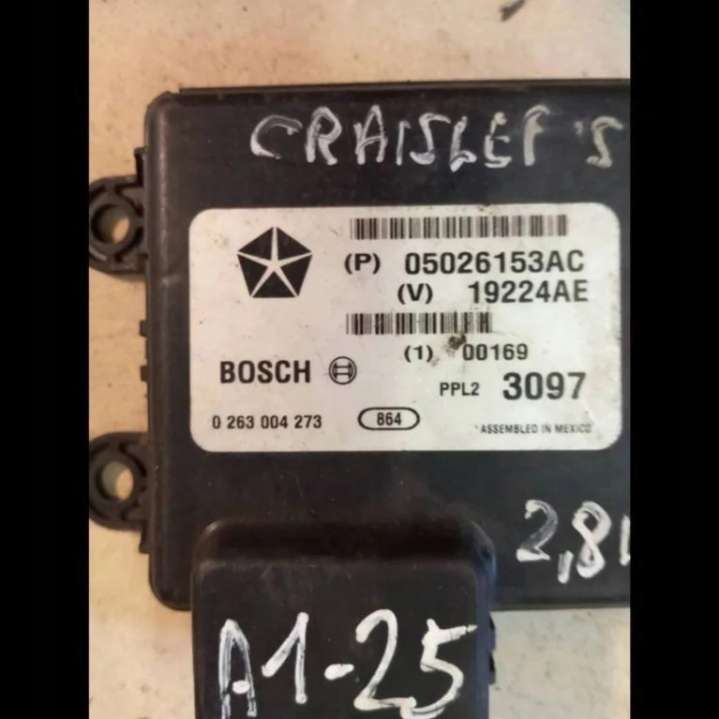 CRAISLER'S
(P) 05026153AC
(V) 19224AE
(1) 00169
BOSCH
PPL2 3097
0 263 004 273
864
ASSEMBLED IN MEXICO
2,8
A1-25